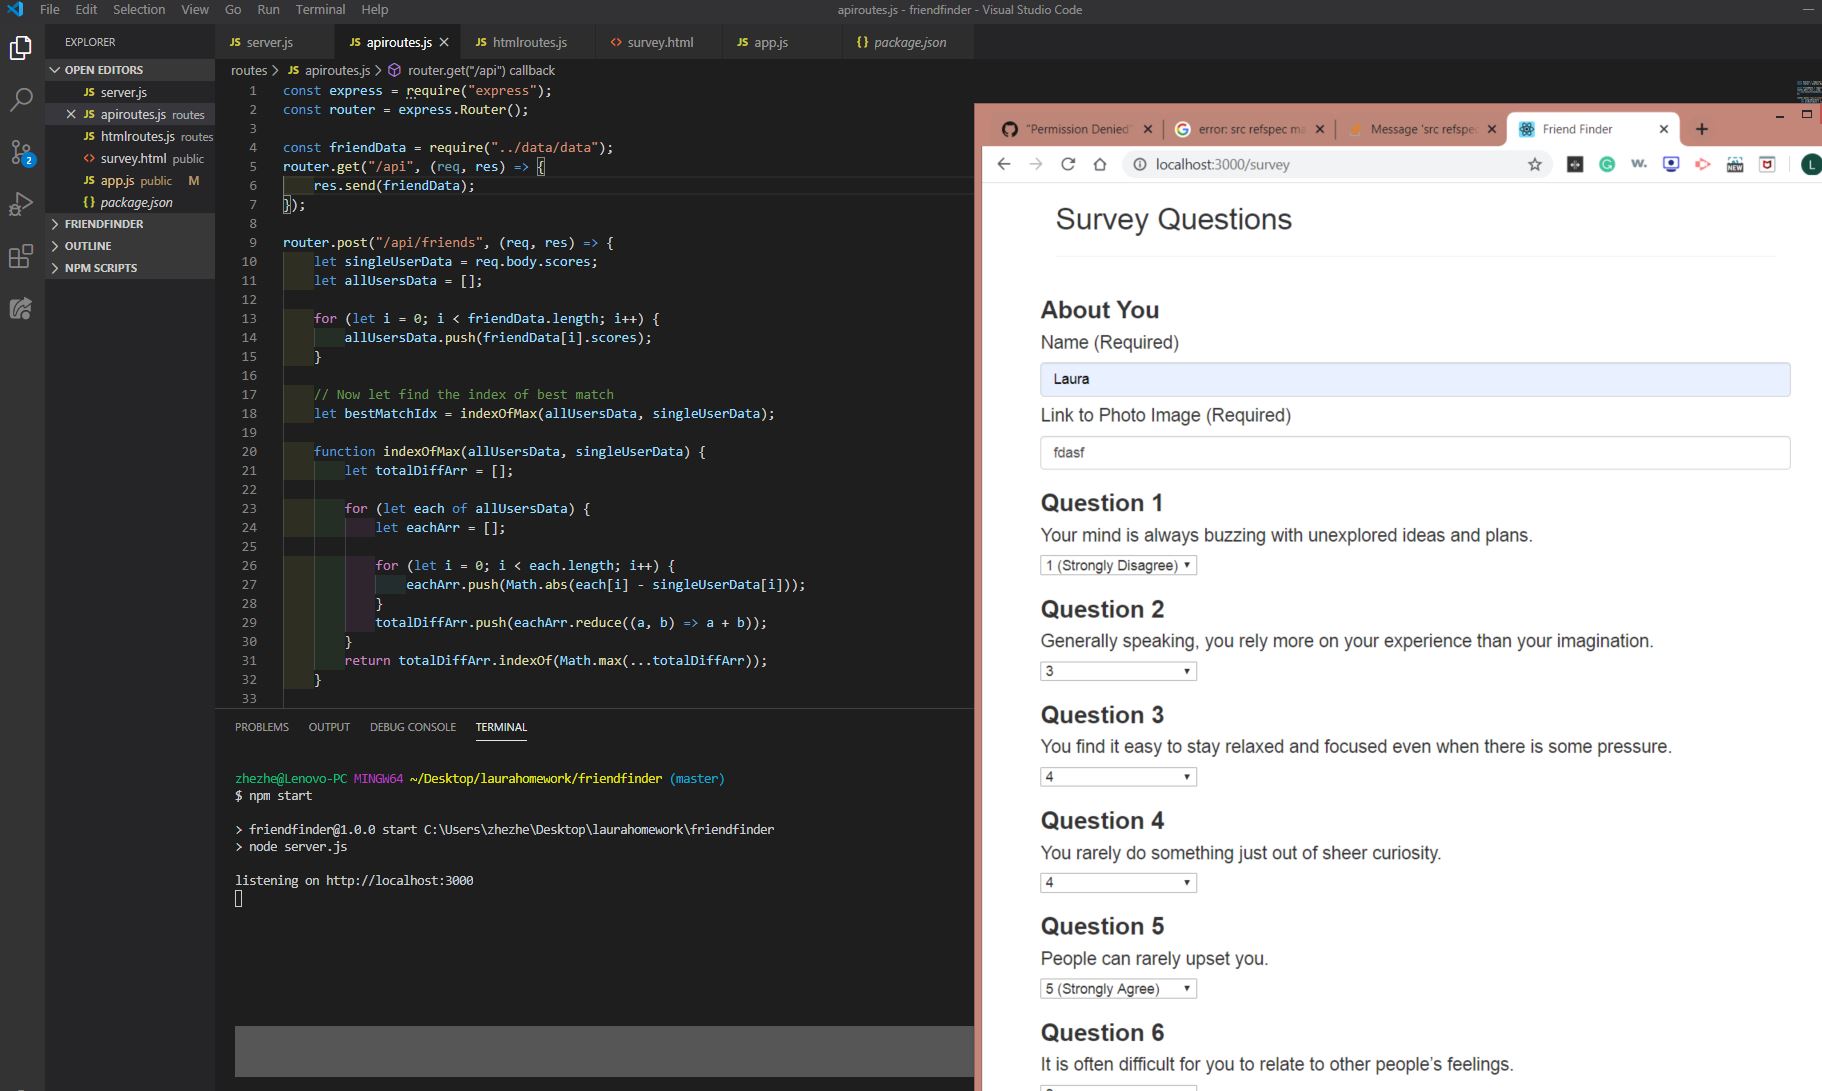 File Edit Selection View Go Run Terminal Help
apiroutes.js - friendfinder - Visual Studio Code
EXPLORER
OPEN EDITORS
JS server.js
JS apiroutes.js routes
JS htmlroutes.js routes
<> survey.html public
JS app.js public M
{} package.json
FRIENDFINDER
OUTLINE
NPM SCRIPTS
2
JS server.js JS apiroutes.js JS htmlroutes.js <> survey.html JS app.js {} package.json
routes > JS apiroutes.js > router.get("/api") callback
1 const express = require("express");
2 const router = express.Router();
3
4 const friendData = require("../data/data");
5 router.get("/api", (req, res) => {
6 res.send(friendData);
7 });
8
9 router.post("/api/friends", (req, res) => {
10 let singleUserData = req.body.scores;
11 let allUsersData = [];
12
13 for (let i = 0; i < friendData.length; i++) {
14 allUsersData.push(friendData[i].scores);
15 }
16
17 // Now let find the index of best match
18 let bestMatchIdx = indexOfMax(allUsersData, singleUserData);
19
20 function indexOfMax(allUsersData, singleUserData) {
21 let totalDiffArr = [];
22
23 for (let each of allUsersData) {
24 let eachArr = [];
25
26 for (let i = 0; i < each.length; i++) {
27 eachArr.push(Math.abs(each[i] - singleUserData[i]));
28 }
29 totalDiffArr.push(eachArr.reduce((a, b) => a + b));
30 }
31 return totalDiffArr.indexOf(Math.max(...totalDiffArr));
32 }
33
PROBLEMS OUTPUT DEBUG CONSOLE TERMINAL
zhezhe@Lenovo-PC MINGW64 ~/Desktop/laurahomework/friendfinder (master)
$ npm start
> friendfinder@1.0.0 start C:\Users\zhezhe\Desktop\laurahomework\friendfinder
> node server.js
listening on http://localhost:3000
"Permission Denied" error: src refspec ma Message 'src refspec Friend Finder
localhost:3000/survey
w. NEW L
Survey Questions
About You
Name (Required)
Laura
Link to Photo Image (Required)
fdasf
Question 1
Your mind is always buzzing with unexplored ideas and plans.
1 (Strongly Disagree)
Question 2
Generally speaking, you rely more on your experience than your imagination.
3
Question 3
You find it easy to stay relaxed and focused even when there is some pressure.
4
Question 4
You rarely do something just out of sheer curiosity.
4
Question 5
People can rarely upset you.
5 (Strongly Agree)
Question 6
It is often difficult for you to relate to other people’s feelings.